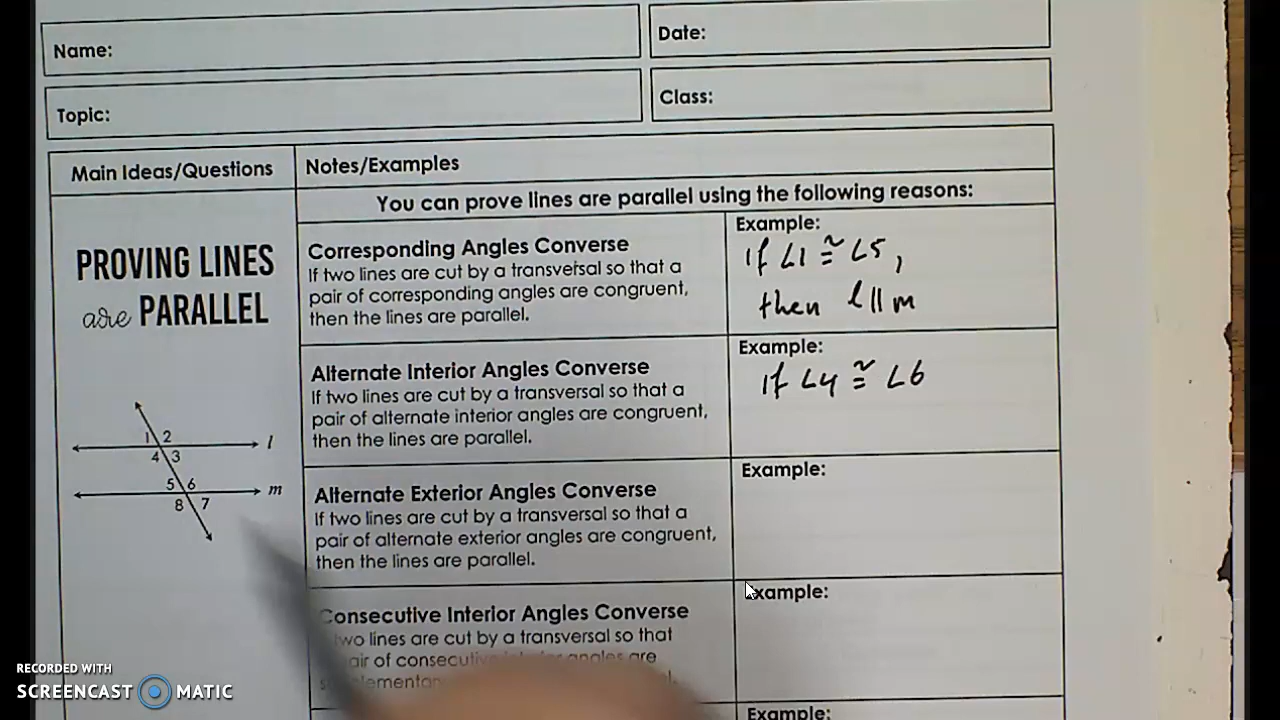 Name:
Date:
Topic:
Class:
Main Ideas/Questions
Notes/Examples
You can prove lines are parallel using the following reasons:
PROVING LINES
are PARALLEL
1 2
4 3
l
5 6
8 7
m
Corresponding Angles Converse
If two lines are cut by a transversal so that a
pair of corresponding angles are congruent,
then the lines are parallel.
Example:
If ∠1 ≅ ∠5,
then l || m
Alternate Interior Angles Converse
If two lines are cut by a transversal so that a
pair of alternate interior angles are congruent,
then the lines are parallel.
Example:
If ∠4 ≅ ∠6
Alternate Exterior Angles Converse
If two lines are cut by a transversal so that a
pair of alternate exterior angles are congruent,
then the lines are parallel.
Example:
Consecutive Interior Angles Converse
two lines are cut by a transversal so that
pair of consecutive interior angles are
Example:
Example:
RECORDED WITH
SCREENCAST MATIC